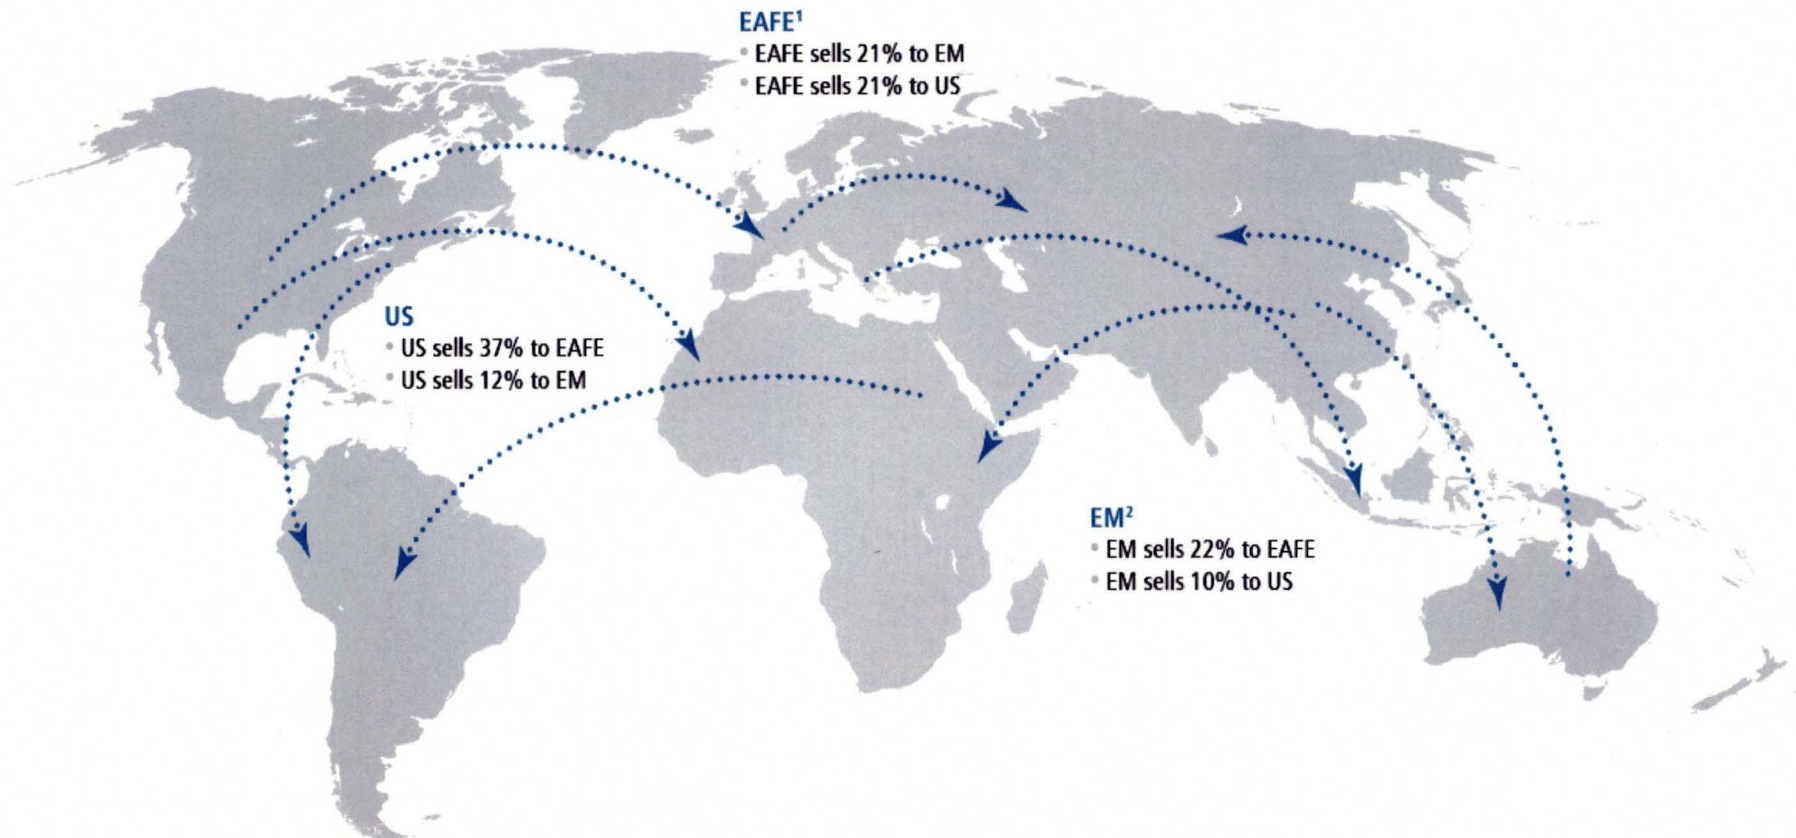 EAFE¹
• EAFE sells 21% to EM
• EAFE sells 21% to US
US
• US sells 37% to EAFE
• US sells 12% to EM
EM²
• EM sells 22% to EAFE
• EM sells 10% to US